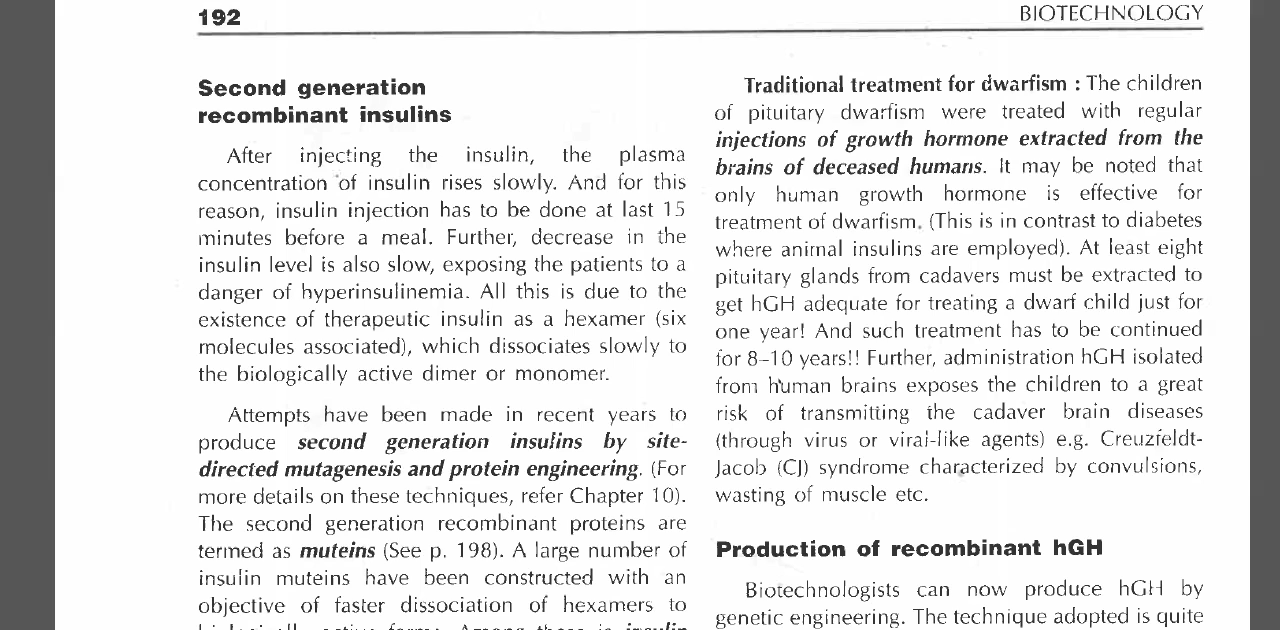 192
BIOTECHNOLOGY
Second generation
recombinant insulins
After injecting the insulin, the plasma
concentration of insulin rises slowly. And for this
reason, insulin injection has to be done at last 15
minutes before a meal. Further, decrease in the
insulin level is also slow, exposing the patients to a
danger of hyperinsulinemia. All this is due to the
existence of therapeutic insulin as a hexamer (six
molecules associated), which dissociates slowly to
the biologically active dimer or monomer.
Attempts have been made in recent years to
produce second generation insulins by site-
directed mutagenesis and protein engineering. (For
more details on these techniques, refer Chapter 10).
The second generation recombinant proteins are
termed as muteins (See p. 198). A large number of
insulin muteins have been constructed with an
objective of faster dissociation of hexamers to
Traditional treatment for dwarfism : The children
of pituitary dwarfism were treated with regular
injections of growth hormone extracted from the
brains of deceased humans. It may be noted that
only human growth hormone is effective for
treatment of dwarfism. (This is in contrast to diabetes
where animal insulins are employed). At least eight
pituitary glands from cadavers must be extracted to
get hGH adequate for treating a dwarf child just for
one year! And such treatment has to be continued
for 8–10 years!! Further, administration hGH isolated
from human brains exposes the children to a great
risk of transmitting the cadaver brain diseases
(through virus or viral-like agents) e.g. Creuzfeldt-
Jacob (CJ) syndrome characterized by convulsions,
wasting of muscle etc.
Production of recombinant hGH
Biotechnologists can now produce hGH by
genetic engineering. The technique adopted is quite